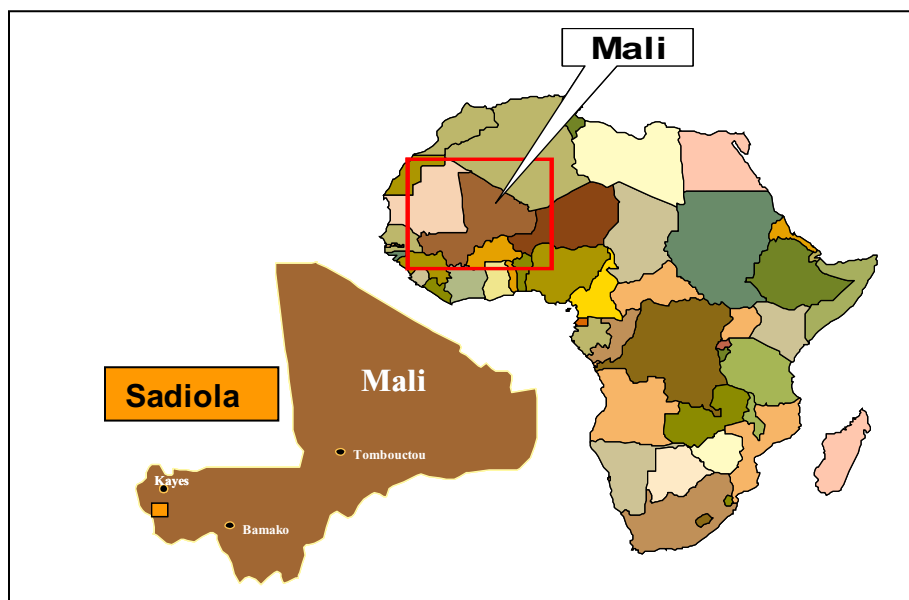 Mali
Mali
Sadiola
Tombouctou
Kayes
Bamako